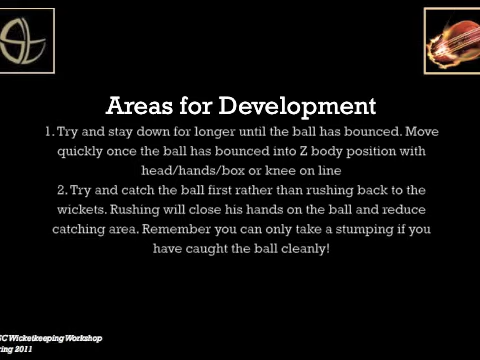 Areas for Development
1. Try and stay down for longer until the ball has bounced. Move
quickly once the ball has bounced into Z body position with
head/hands/box or knee on line
2. Try and catch the ball first rather than rushing back to the
wickets. Rushing will close his hands on the ball and reduce
catching area. Remember you can only take a stumping if you
have caught the ball cleanly!
Wicketkeeping Workshop
2011